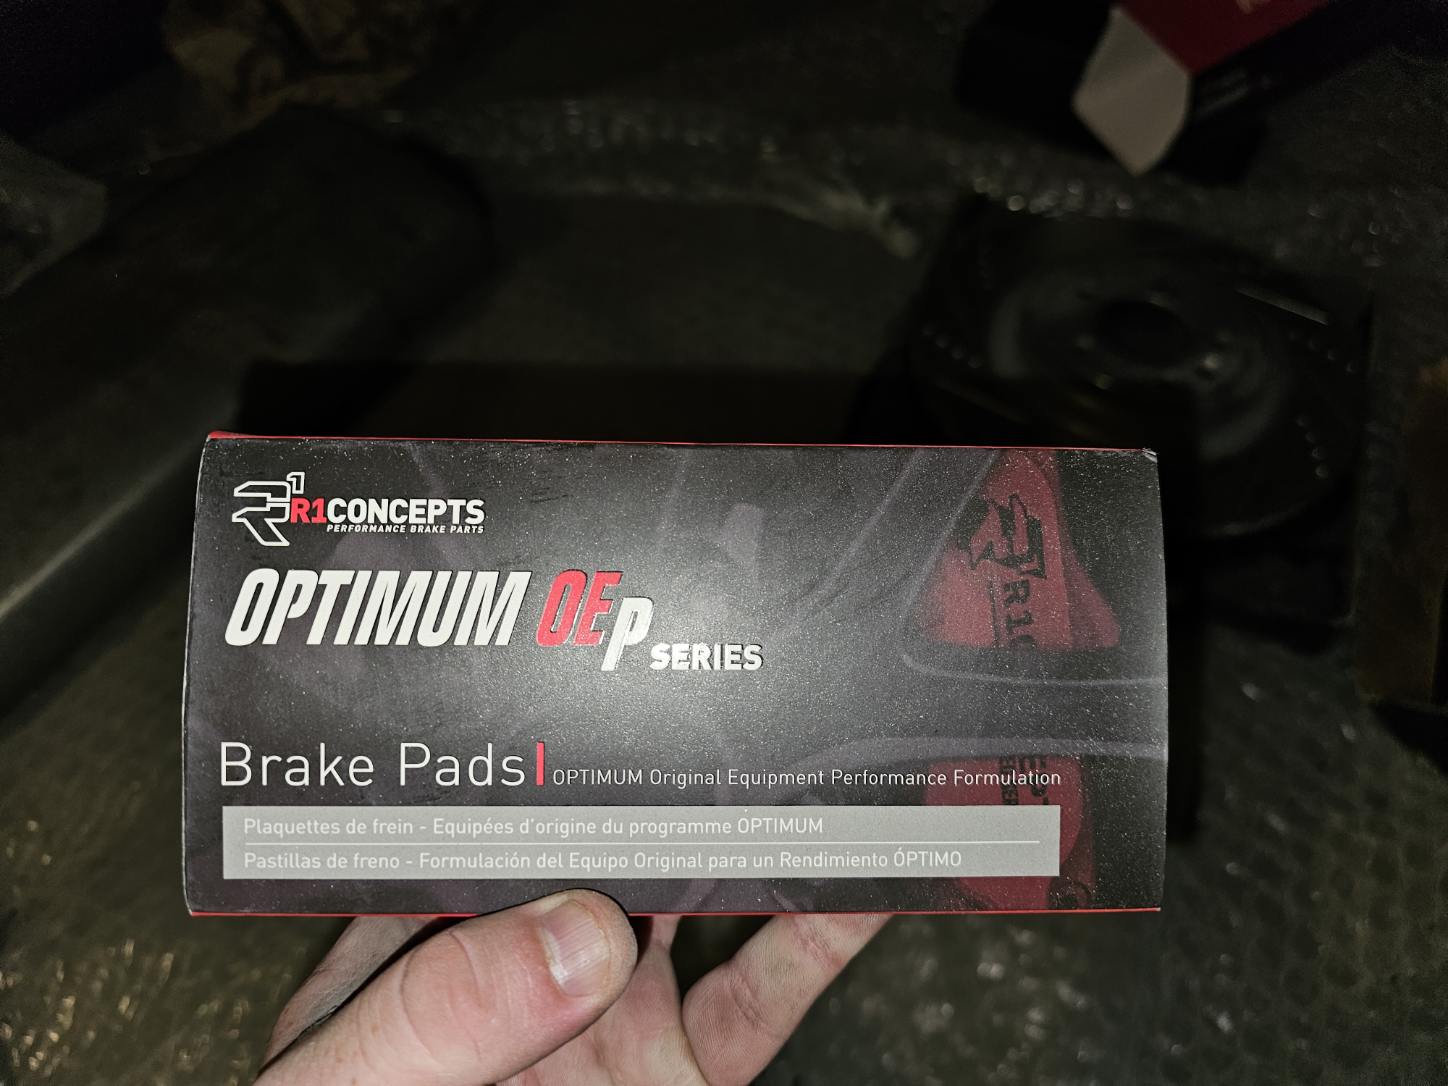 R1CONCEPTS
PERFORMANCE BRAKE PARTS
OPTIMUM OEp SERIES
Brake Pads OPTIMUM Original Equipment Performance Formulation
Plaquettes de frein - Equipées d'origine du programme OPTIMUM
Pastillas de freno - Formulación del Equipo Original para un Rendimiento ÓPTIMO